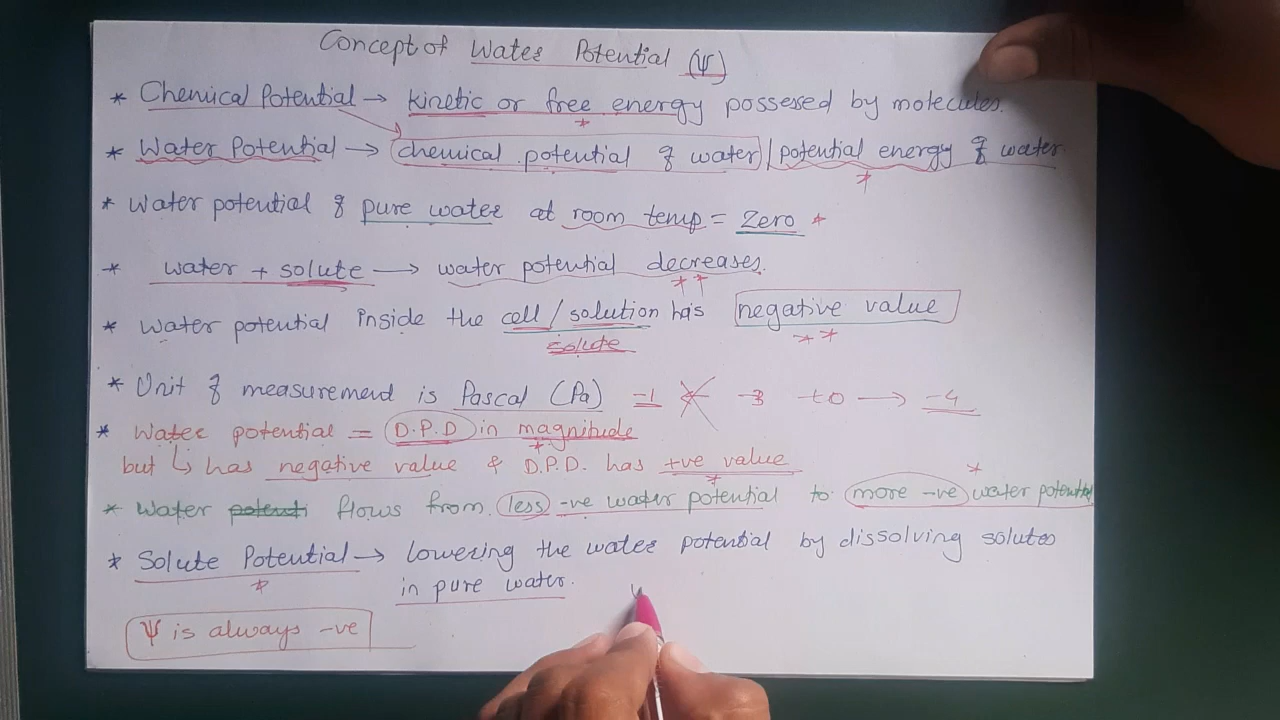 Concept of Water Potential (Ψ)
* Chemical Potential → kinetic or free energy possessed by molecules.
* Water Potential → chemical potential of water / potential energy of water.
* Water potential of pure water at room temp = Zero *
* water + solute → water potential decreases.
* Water potential inside the cell / solution has negative value
solute
* Unit of measurement is Pascal (Pa) -1 -3 to → -4
* Water potential = D.P.D in magnitude
but ↳ has negative value & D.P.D. has +ve value
* Water potenti flows from less -ve water potential to more -ve water potential
* Solute Potential → lowering the water potential by dissolving solutes
in pure water.
Ψ is always -ve